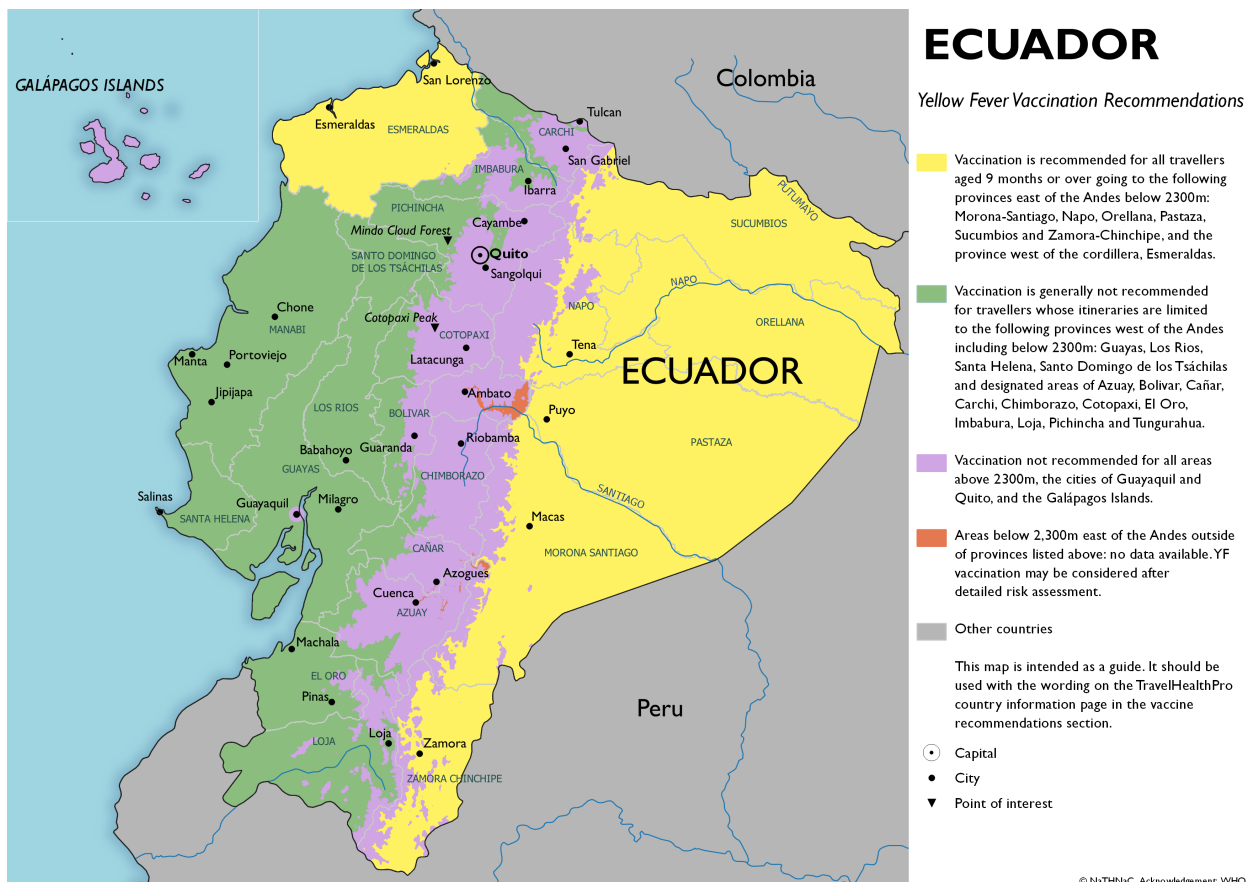 ECUADOR
Yellow Fever Vaccination Recommendations
Vaccination is recommended for all travellers
aged 9 months or over going to the following
provinces east of the Andes below 2300m:
Morona-Santiago, Napo, Orellana, Pastaza,
Sucumbios and Zamora-Chinchipe, and the
province west of the cordillera, Esmeraldas.
Vaccination is generally not recommended
for travellers whose itineraries are limited
to the following provinces west of the Andes
including below 2300m: Guayas, Los Rios,
Santa Helena, Santo Domingo de los Tsáchilas
and designated areas of Azuay, Bolivar, Cañar,
Carchi, Chimborazo, Cotopaxi, El Oro,
Imbabura, Loja, Pichincha and Tungurahua.
Vaccination not recommended for all areas
above 2300m, the cities of Guayaquil and
Quito, and the Galápagos Islands.
Areas below 2,300m east of the Andes outside
of provinces listed above: no data available. YF
vaccination may be considered after
detailed risk assessment.
Other countries
This map is intended as a guide. It should be
used with the wording on the TravelHealthPro
country information page in the vaccine
recommendations section.
Capital
City
Point of interest
© NaTHNaC Acknowledgement: WHO
GALÁPAGOS ISLANDS
Colombia
San Lorenzo
Esmeraldas
ESMERALDAS
Tulcan
CARCHI
San Gabriel
IMBABURA
Ibarra
PICHINCHA
Cayambe
Mindo Cloud Forest
Quito
SANTO DOMINGO
DE LOS TSÁCHILAS
Sangolqui
PUTUMAYO
SUCUMBIOS
NAPO
NAPO
ORELLANA
Chone
MANABI
Cotopaxi Peak
COTOPAXI
Latacunga
Tena
Manta
Portoviejo
ECUADOR
Jipijapa
Ambato
LOS RIOS
BOLIVAR
Puyo
Riobamba
PASTAZA
Babahoyo
Guaranda
GUAYAS
CHIMBORAZO
SANTIAGO
Salinas
Guayaquil
Milagro
SANTA HELENA
Macas
CAÑAR
MORONA SANTIAGO
Azogues
Cuenca
AZUAY
Machala
EL ORO
Pinas
Peru
Loja
LOJA
Zamora
ZAMORA CHINCHIPE